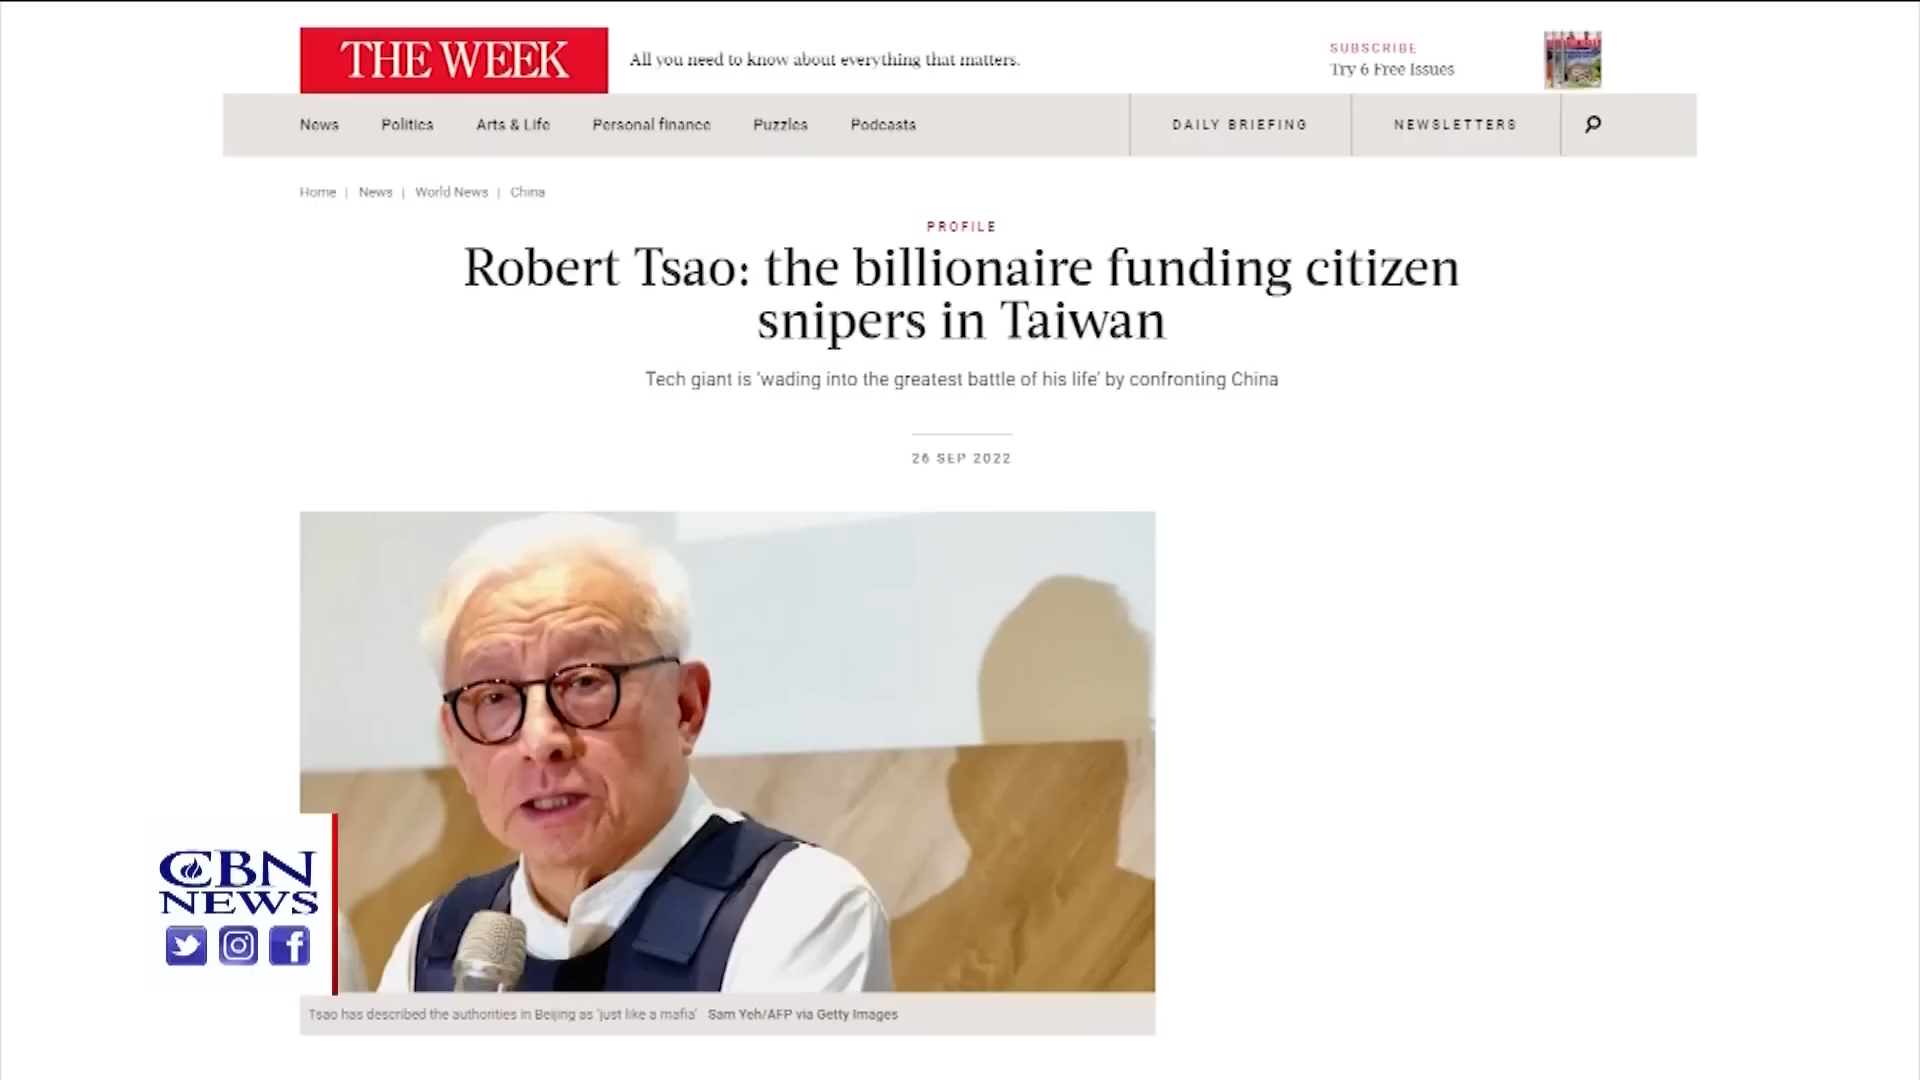 THE WEEK
All you need to know about everything that matters.
SUBSCRIBE
Try 6 Free Issues
News Politics Arts & Life Personal finance Puzzles Podcasts DAILY BRIEFING NEWSLETTERS
Home | News | World News | China
PROFILE
Robert Tsao: the billionaire funding citizen
snipers in Taiwan
Tech giant is ‘wading into the greatest battle of his life’ by confronting China
26 SEP 2022
CBN
NEWS
Tsao has described the authorities in Beijing as ‘just like a mafia’ Sam Yeh/AFP via Getty Images